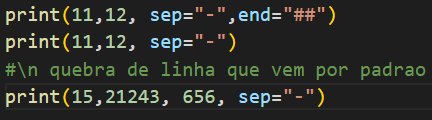 print(11,12, sep="-",end="##")
print(11,12, sep="-")
#\n quebra de linha que vem por padrao
print(15,21243, 656, sep="-")